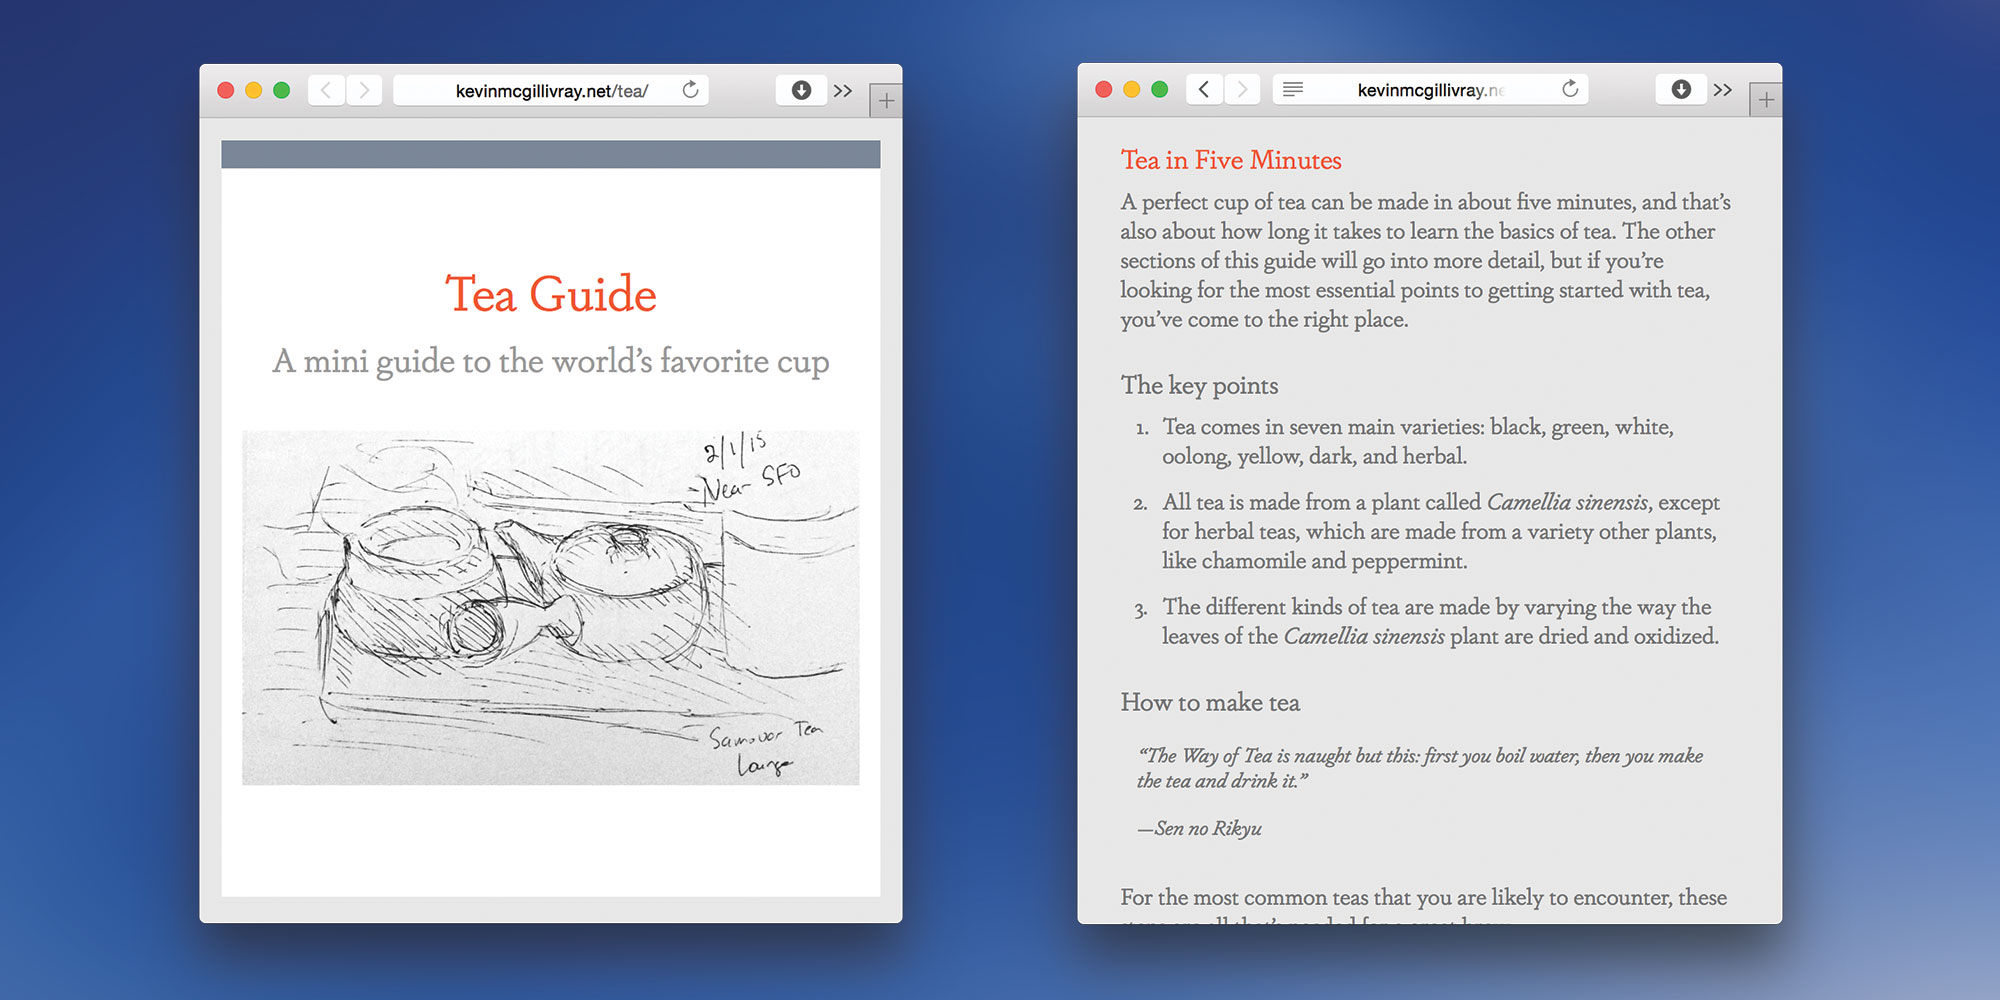 kevinmcgillivray.net/tea/
Tea Guide
A mini guide to the world’s favorite cup
2/1/15
Near SFO
Samovar Tea
Lounge
kevinmcgillivray.ne
Tea in Five Minutes
A perfect cup of tea can be made in about five minutes, and that’s
also about how long it takes to learn the basics of tea. The other
sections of this guide will go into more detail, but if you’re
looking for the most essential points to getting started with tea,
you’ve come to the right place.
The key points
1. Tea comes in seven main varieties: black, green, white,
oolong, yellow, dark, and herbal.
2. All tea is made from a plant called Camellia sinensis, except
for herbal teas, which are made from a variety other plants,
like chamomile and peppermint.
3. The different kinds of tea are made by varying the way the
leaves of the Camellia sinensis plant are dried and oxidized.
How to make tea
“The Way of Tea is naught but this: first you boil water, then you make
the tea and drink it.”
—Sen no Rikyu
For the most common teas that you are likely to encounter, these